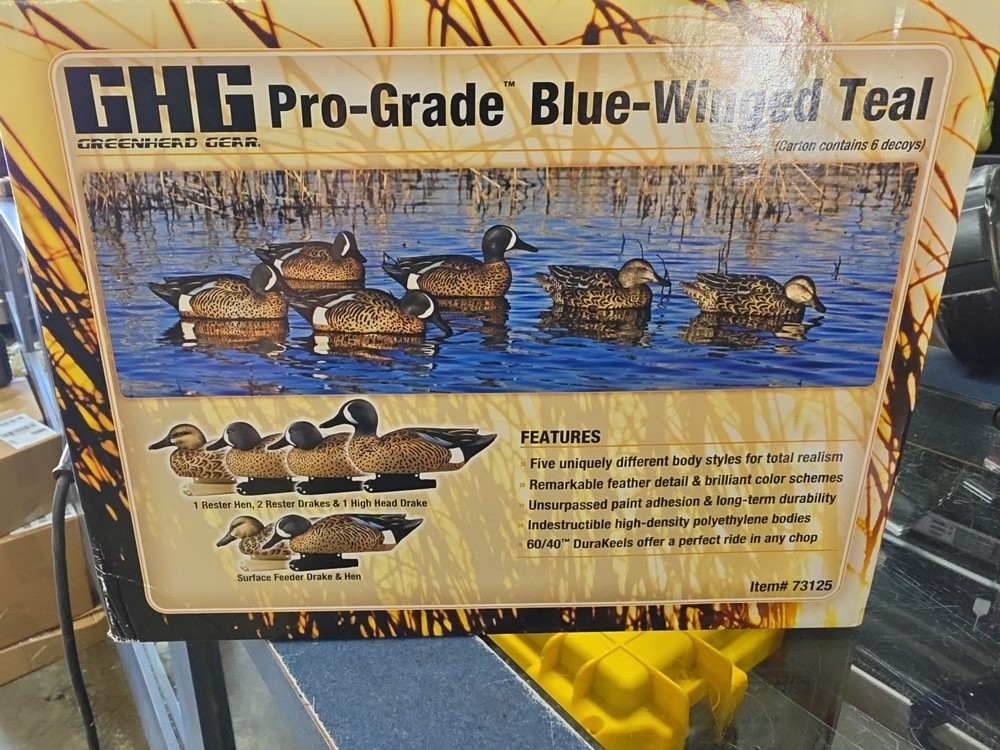 GHG Pro-Grade™ Blue-Winged Teal
GREENHEAD GEAR.
(Carton contains 6 decoys)
1 Rester Hen, 2 Rester Drakes & 1 High Head Drake
Surface Feeder Drake & Hen
FEATURES
» Five uniquely different body styles for total realism
» Remarkable feather detail & brilliant color schemes
Unsurpassed paint adhesion & long-term durability
Indestructible high-density polyethylene bodies
60/40™ DuraKeels offer a perfect ride in any chop
Item# 73125